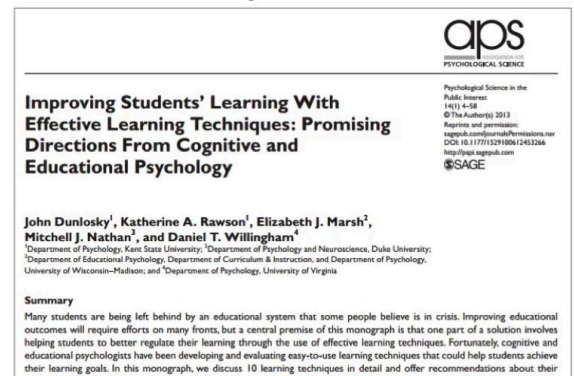 aps
ASSOCIATION FOR
PSYCHOLOGICAL SCIENCE
Improving Students' Learning With
Effective Learning Techniques: Promising
Directions From Cognitive and
Educational Psychology
Psychological Science in the
Public Interest
14(1) 4–58
© The Author(s) 2013
Reprints and permission:
sagepub.com/journalsPermissions.nav
DOI: 10.1177/1529100612453266
http://pspi.sagepub.com
SAGE
John Dunlosky¹, Katherine A. Rawson¹, Elizabeth J. Marsh²,
Mitchell J. Nathan³, and Daniel T. Willingham⁴
¹Department of Psychology, Kent State University; ²Department of Psychology and Neuroscience, Duke University;
³Department of Educational Psychology, Department of Curriculum & Instruction, and Department of Psychology,
University of Wisconsin–Madison; and ⁴Department of Psychology, University of Virginia
Summary
Many students are being left behind by an educational system that some people believe is in crisis. Improving educational
outcomes will require efforts on many fronts, but a central premise of this monograph is that one part of a solution involves
helping students to better regulate their learning through the use of effective learning techniques. Fortunately, cognitive and
educational psychologists have been developing and evaluating easy-to-use learning techniques that could help students achieve
their learning goals. In this monograph, we discuss 10 learning techniques in detail and offer recommendations about their